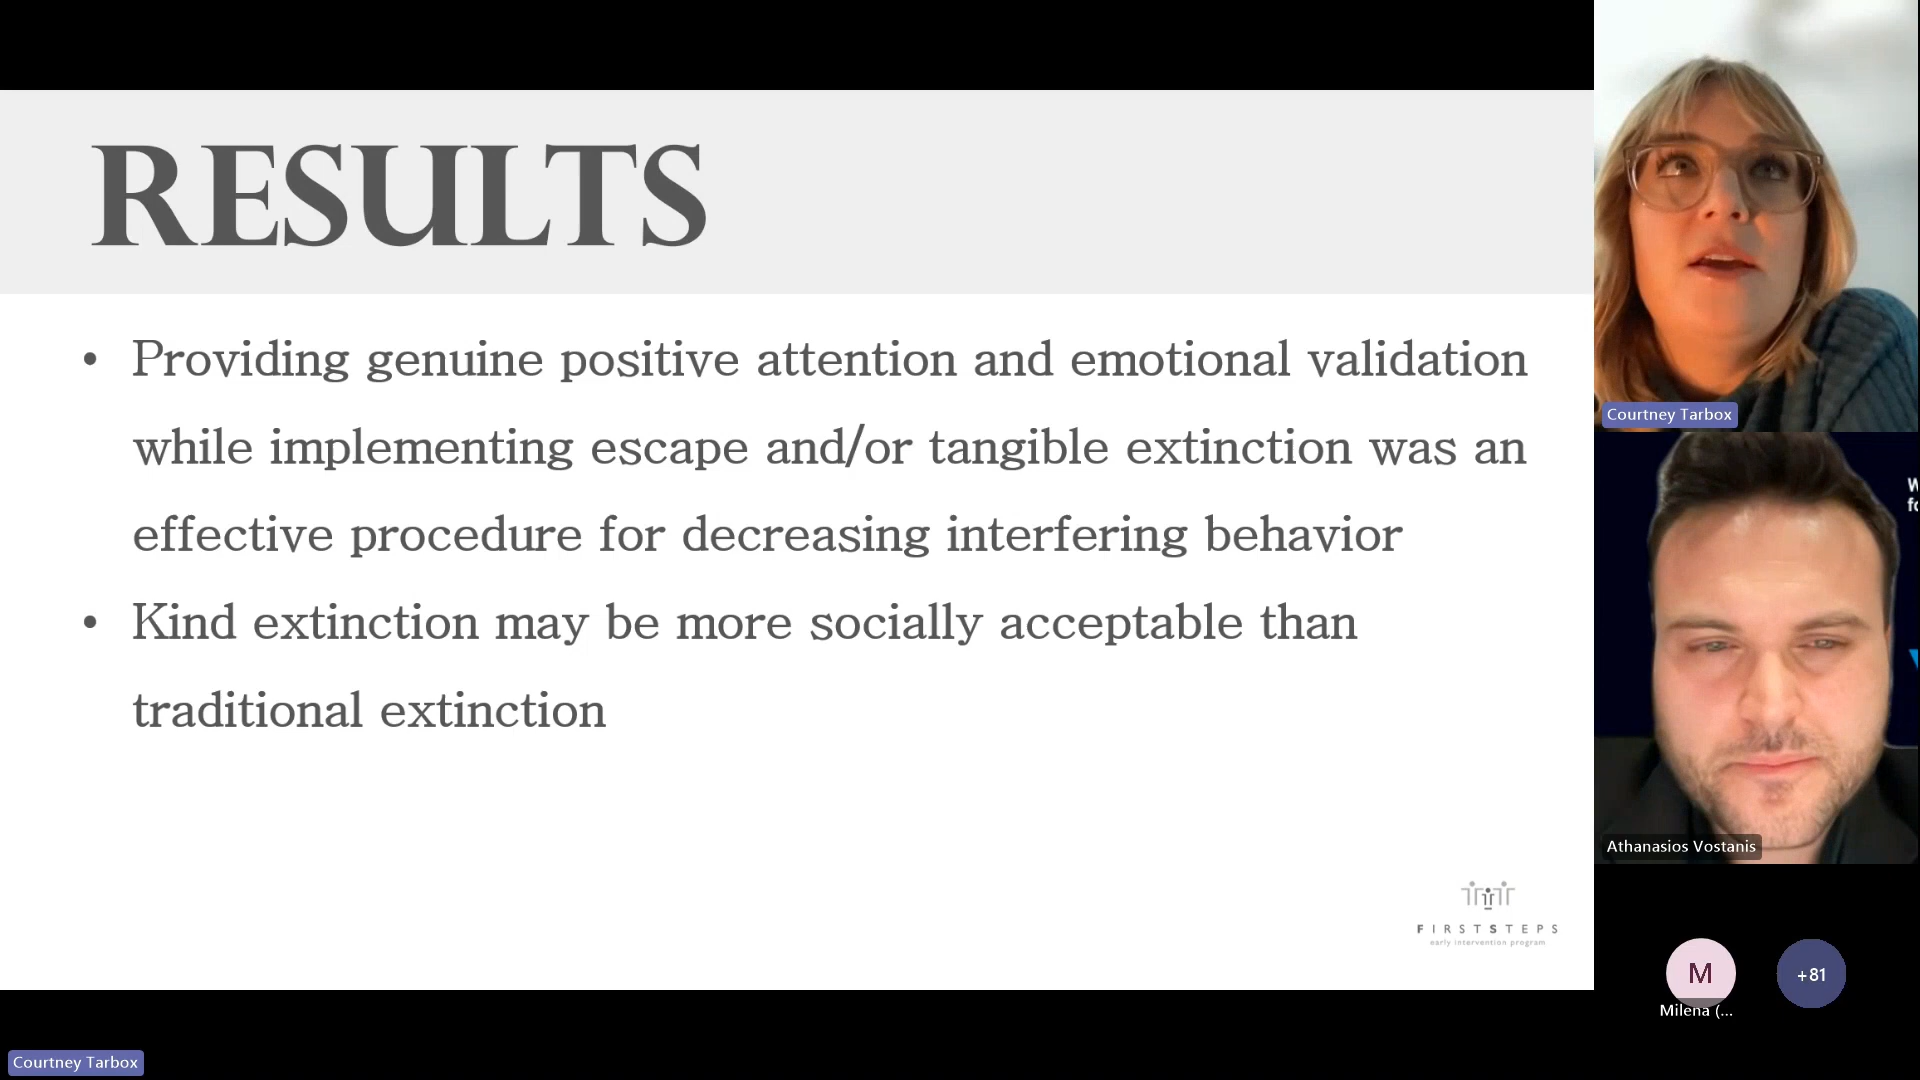 RESULTS
• Providing genuine positive attention and emotional validation
while implementing escape and/or tangible extinction was an
effective procedure for decreasing interfering behavior
• Kind extinction may be more socially acceptable than
traditional extinction
FIRSTSTEPS
early intervention program
Courtney Tarbox
W
fo
Athanasios Vostanis
M
+81
Milena (...
Courtney Tarbox